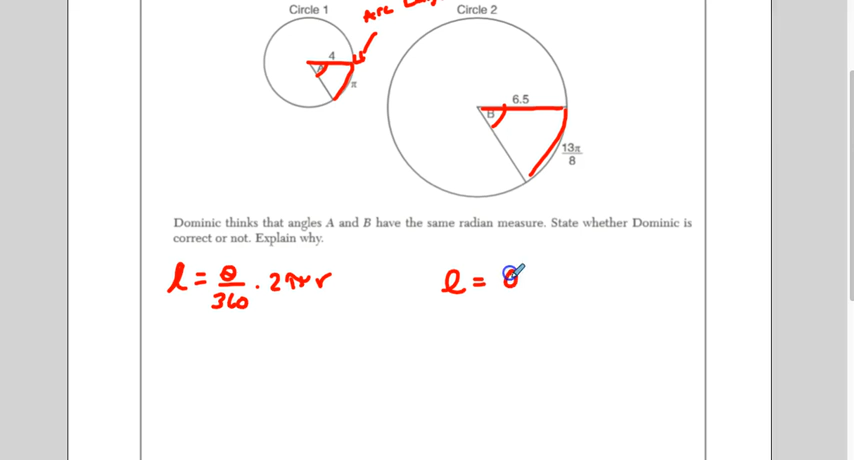 Circle 1
Arc
Circle 2
4
A
π
6.5
B
13π
8
Dominic thinks that angles A and B have the same radian measure. State whether Dominic is
correct or not. Explain why.
l = θ/360 · 2πr
l = θ